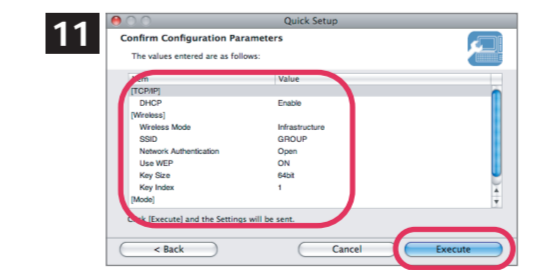 11
Quick Setup
Confirm Configuration Parameters
The values entered are as follows:
Item Value
[TCP/IP]
DHCP Enable
[Wireless]
Wireless Mode Infrastructure
SSID GROUP
Network Authentication Open
Use WEP ON
Key Size 64bit
Key Index 1
[Mode]
Click [Execute] and the Settings will be sent.
< Back Cancel Execute